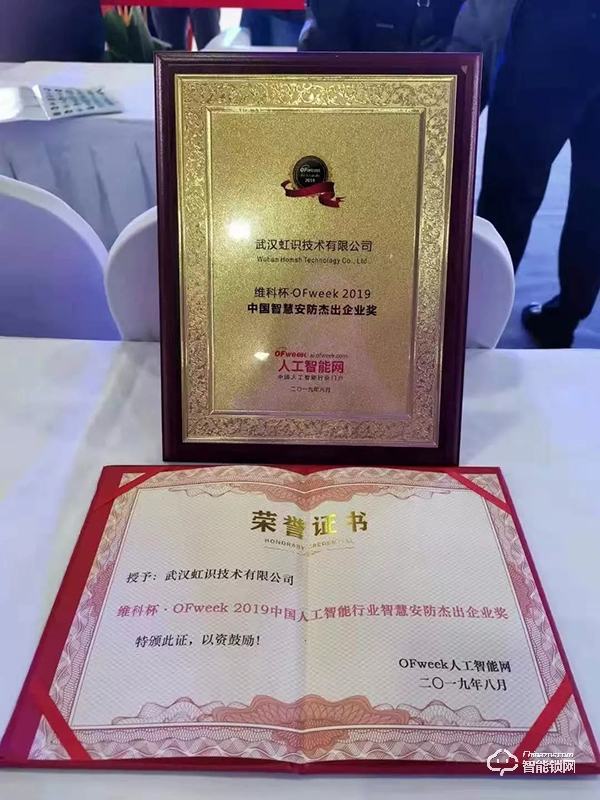 OFweek
2019
武汉虹识技术有限公司
Wuhan Homsh Technology Co., Ltd.
维科杯·OFweek 2019
中国智慧安防杰出企业奖
OFweek ai.ofweek.com
人工智能网
中国人工智能行业门户
二〇一九年八月
荣誉证书
HONORARY CREDENTIAL
授予：武汉虹识技术有限公司
维科杯·OFweek 2019中国人工智能行业智慧安防杰出企业奖
特颁此证，以资鼓励！
OFweek人工智能网
二〇一九年八月
智能锁网